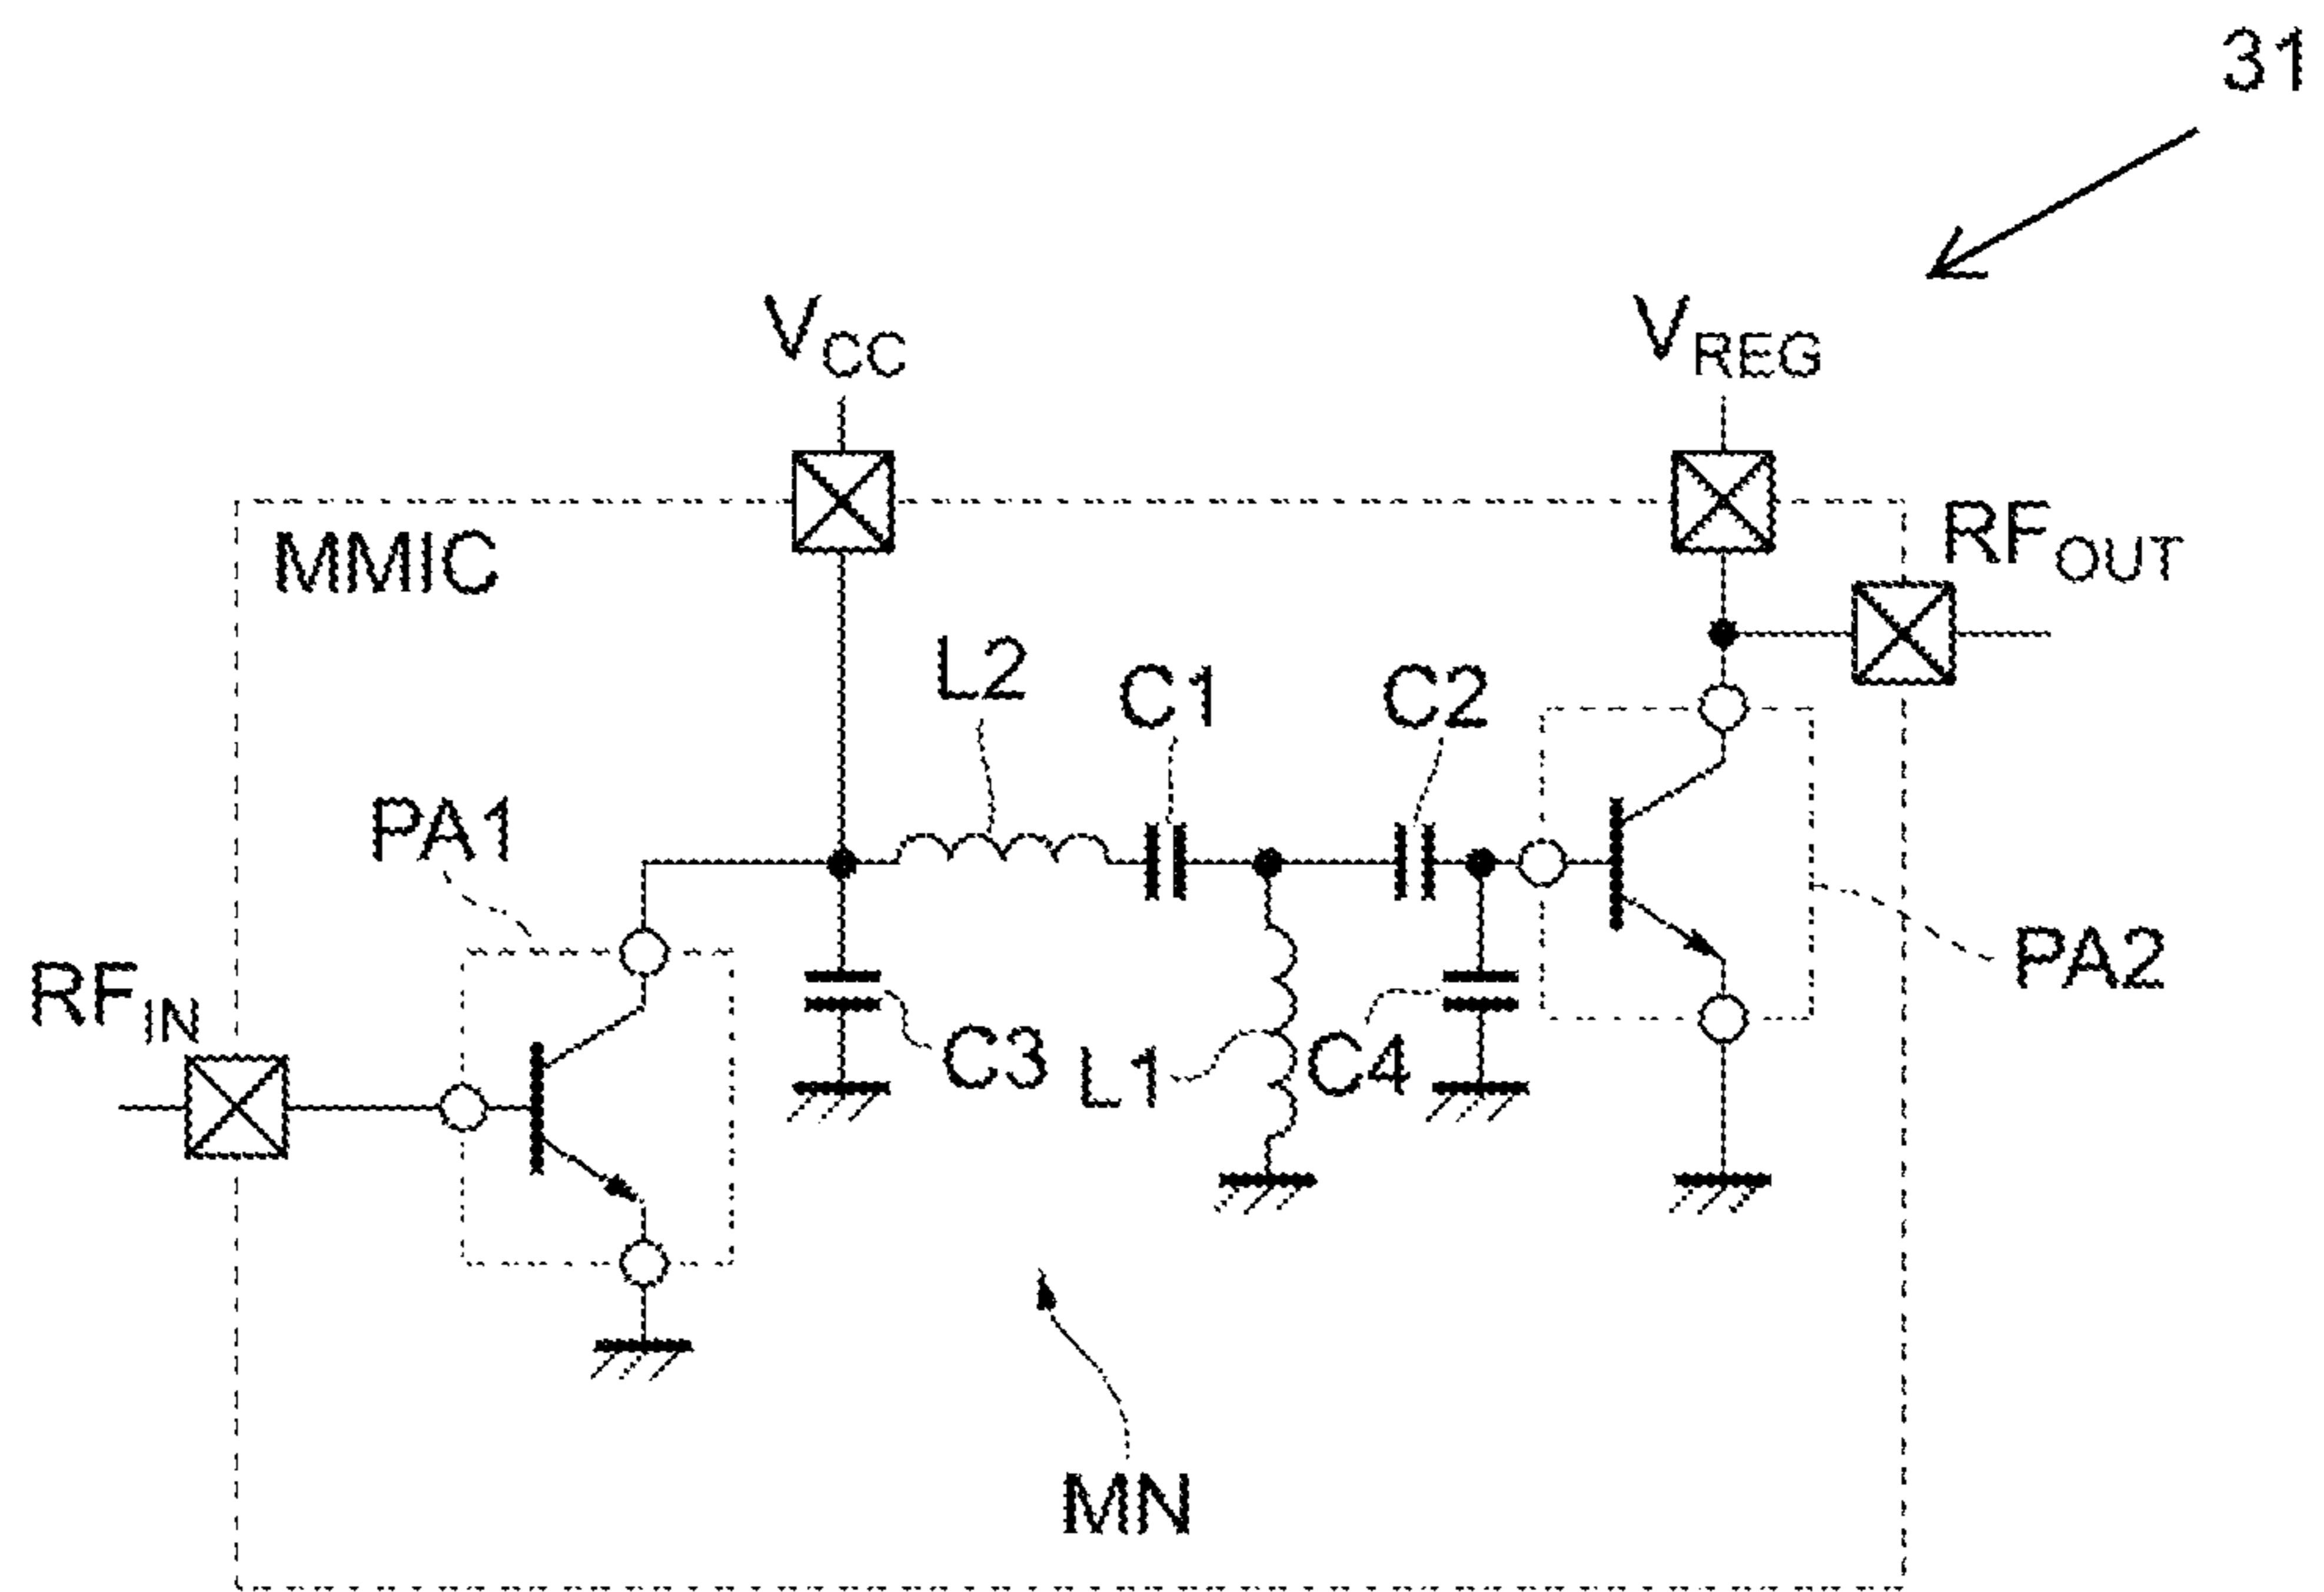 31
VCC
VREG
MMIC
RFOUT
L2
C1
C2
PA1
PA2
RFIN
C3
L1
C4
MN